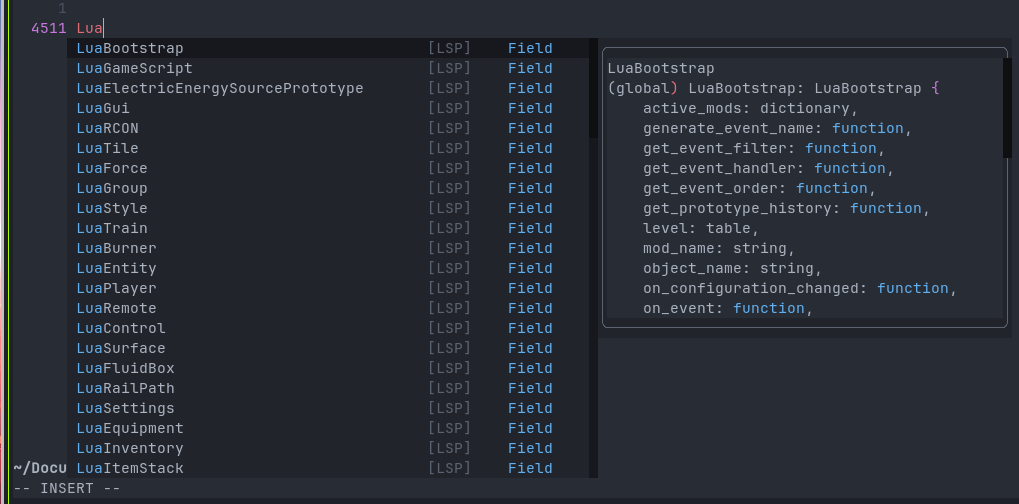 1
4511 Lua
LuaBootstrap [LSP] Field
LuaGameScript [LSP] Field
LuaElectricEnergySourcePrototype [LSP] Field
LuaGui [LSP] Field
LuaRCON [LSP] Field
LuaTile [LSP] Field
LuaForce [LSP] Field
LuaGroup [LSP] Field
LuaStyle [LSP] Field
LuaTrain [LSP] Field
LuaBurner [LSP] Field
LuaEntity [LSP] Field
LuaPlayer [LSP] Field
LuaRemote [LSP] Field
LuaControl [LSP] Field
LuaSurface [LSP] Field
LuaFluidBox [LSP] Field
LuaRailPath [LSP] Field
LuaSettings [LSP] Field
LuaEquipment [LSP] Field
LuaInventory [LSP] Field
LuaItemStack [LSP] Field
LuaBootstrap
(global) LuaBootstrap: LuaBootstrap {
active_mods: dictionary,
generate_event_name: function,
get_event_filter: function,
get_event_handler: function,
get_event_order: function,
get_prototype_history: function,
level: table,
mod_name: string,
object_name: string,
on_configuration_changed: function,
on_event: function,
~/Docu
-- INSERT --